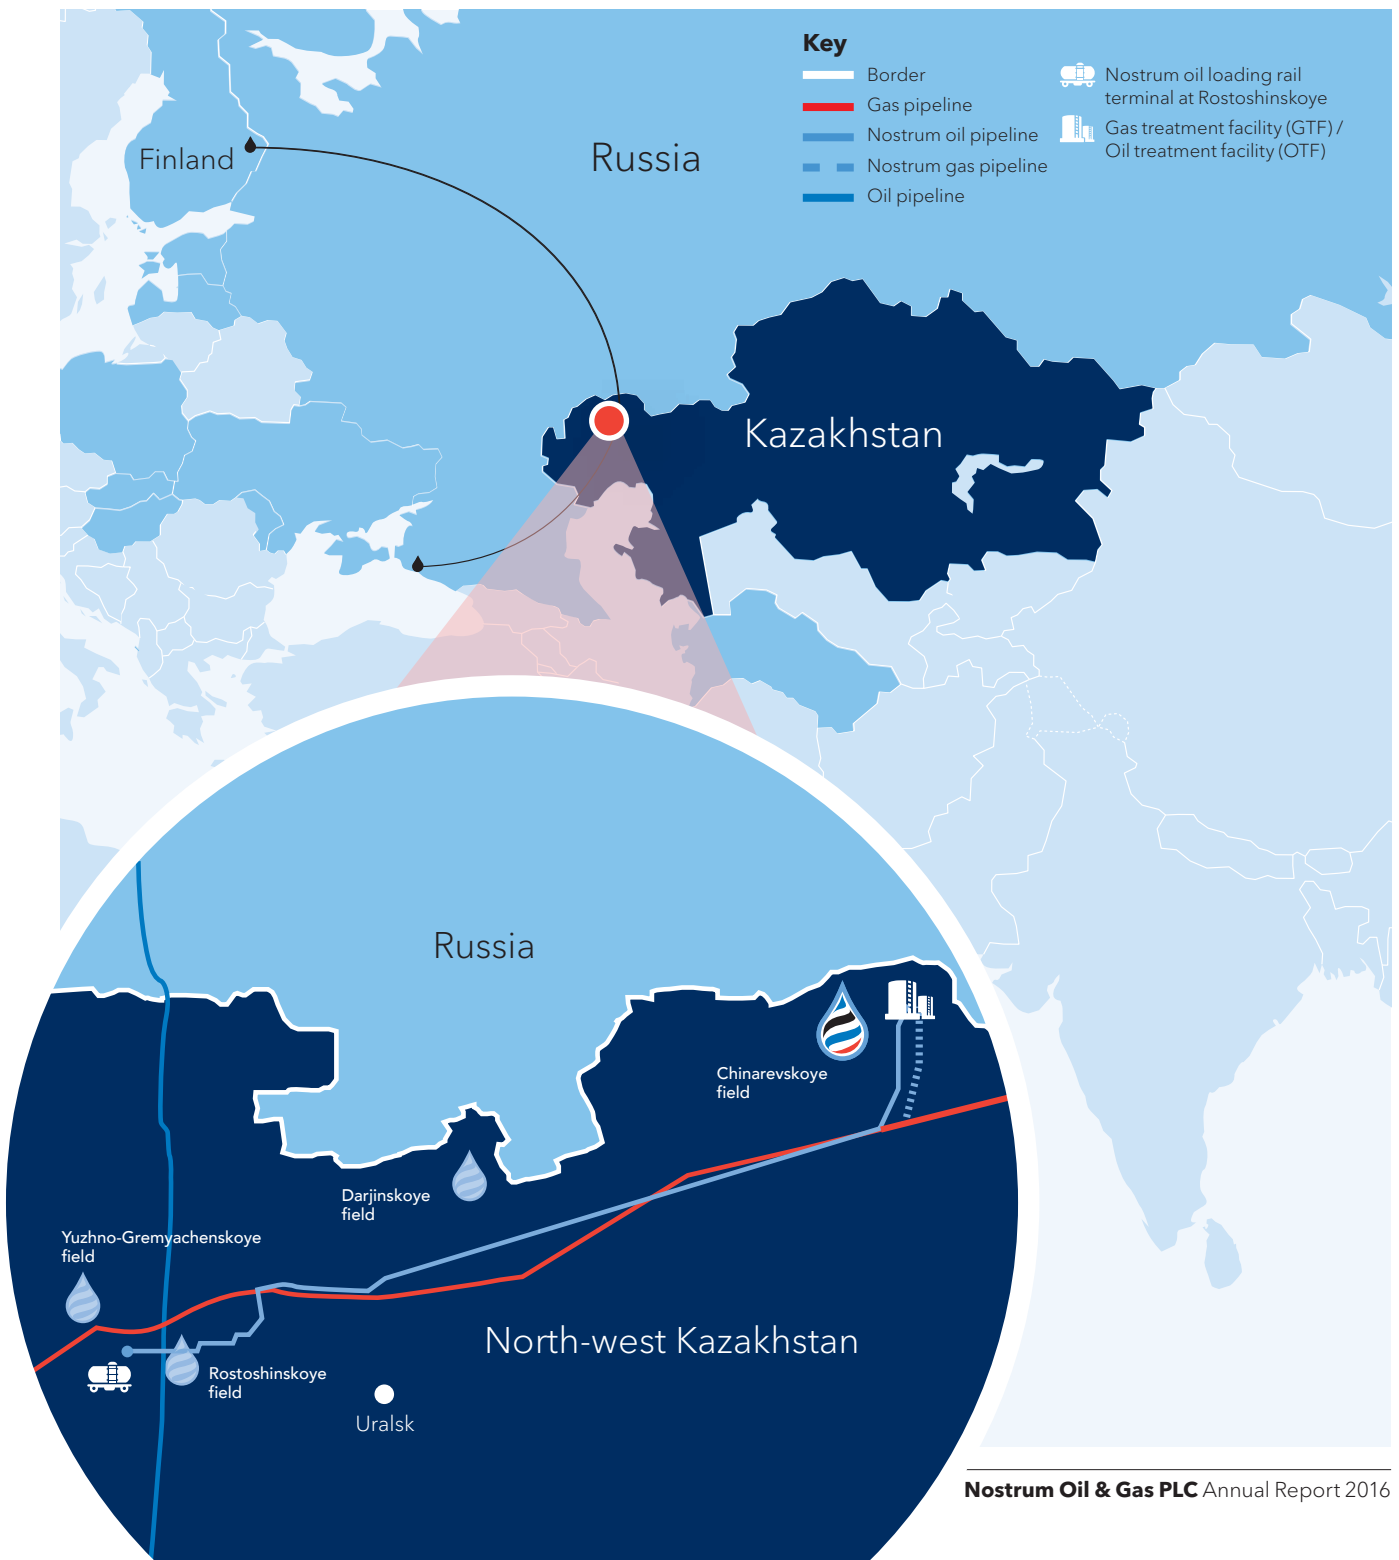 Key
Border
Gas pipeline
Nostrum oil pipeline
Nostrum gas pipeline
Oil pipeline
Nostrum oil loading rail
terminal at Rostoshinskoye
Gas treatment facility (GTF) /
Oil treatment facility (OTF)
Finland
Russia
Kazakhstan
Russia
Chinarevskoye
field
Darjinskoye
field
Yuzhno-Gremyachenskoye
field
Rostoshinskoye
field
North-west Kazakhstan
Uralsk
Nostrum Oil & Gas PLC Annual Report 2016